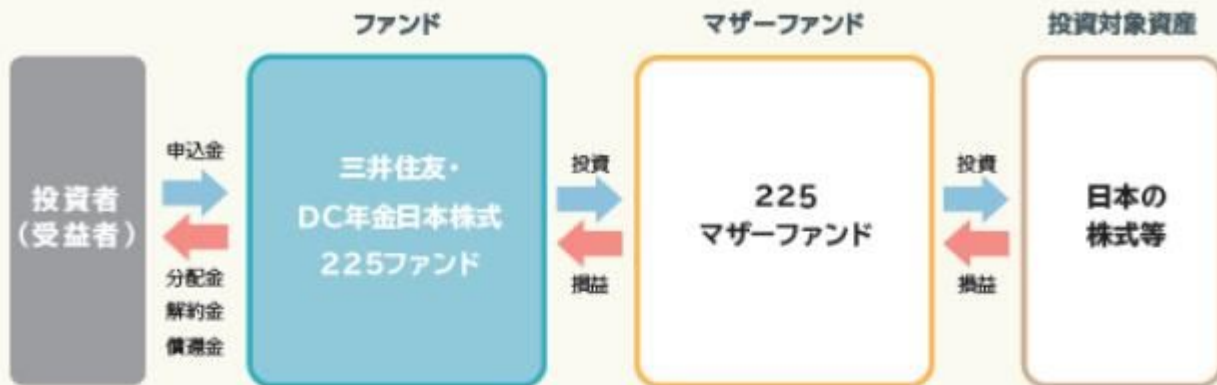 ファンド
マザーファンド
投資対象資産
投資者
(受益者)
申込金
分配金
解約金
償還金
三井住友・
DC年金日本株式
225ファンド
投資
損益
225
マザーファンド
投資
損益
日本の
株式等